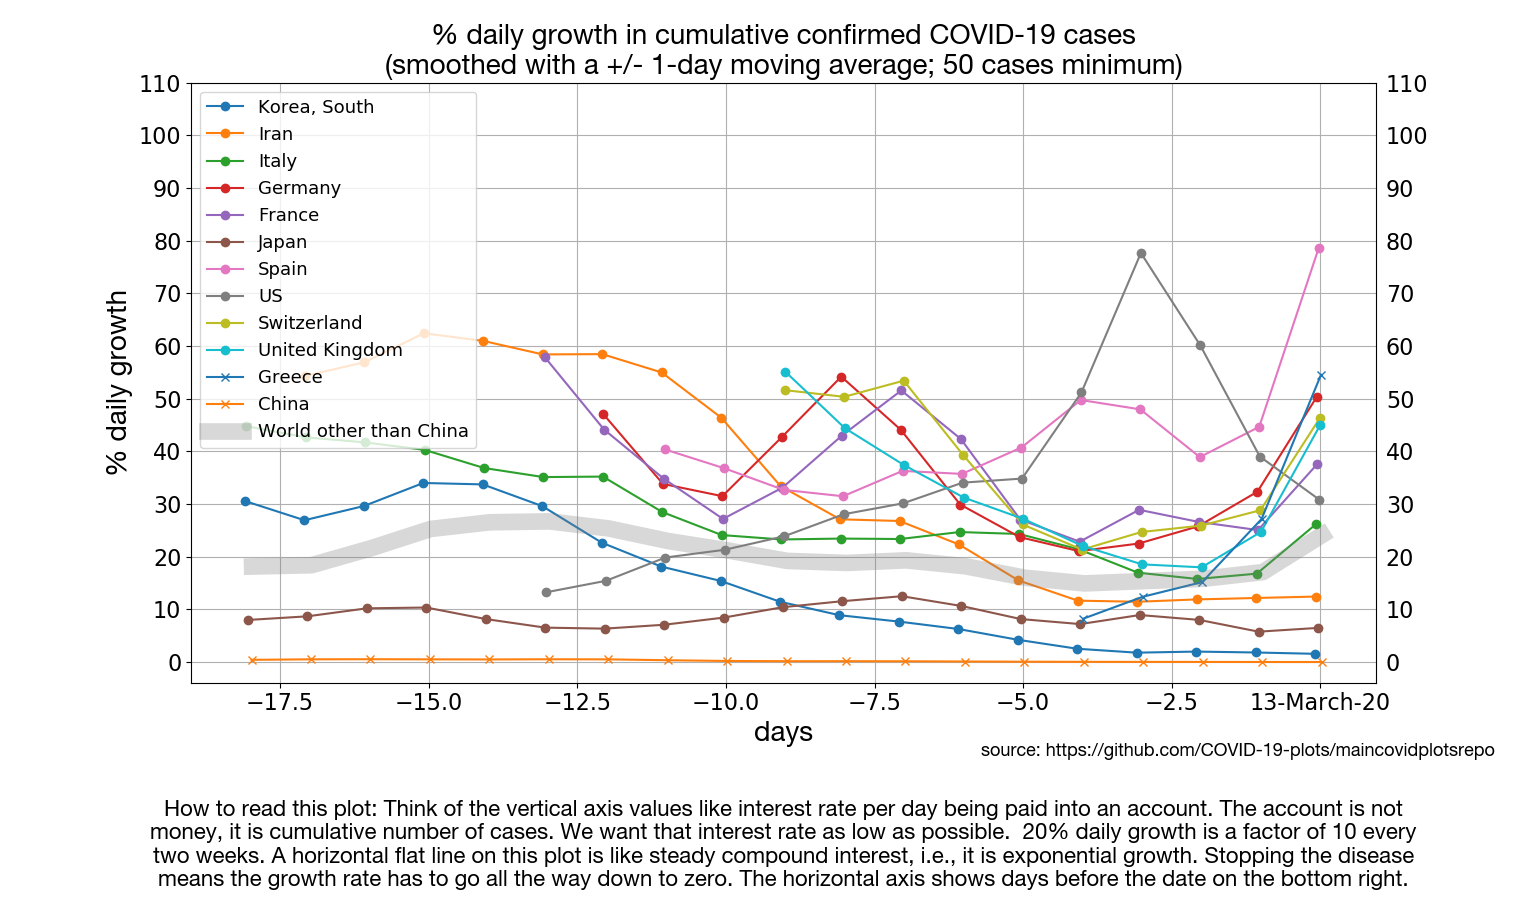 % daily growth in cumulative confirmed COVID-19 cases
(smoothed with a +/- 1-day moving average; 50 cases minimum)
110
100
90
80
70
60
50
40
30
20
10
0
% daily growth
Korea, South
Iran
Italy
Germany
France
Japan
Spain
US
Switzerland
United Kingdom
Greece
China
World other than China
110
100
90
80
70
60
50
40
30
20
10
0
−17.5 −15.0 −12.5 −10.0 −7.5 −5.0 −2.5 13-March-20
days
source: https://github.com/COVID-19-plots/maincovidplotsrepo
How to read this plot: Think of the vertical axis values like interest rate per day being paid into an account. The account is not
money, it is cumulative number of cases. We want that interest rate as low as possible.  20% daily growth is a factor of 10 every
two weeks. A horizontal flat line on this plot is like steady compound interest, i.e., it is exponential growth. Stopping the disease
means the growth rate has to go all the way down to zero. The horizontal axis shows days before the date on the bottom right.